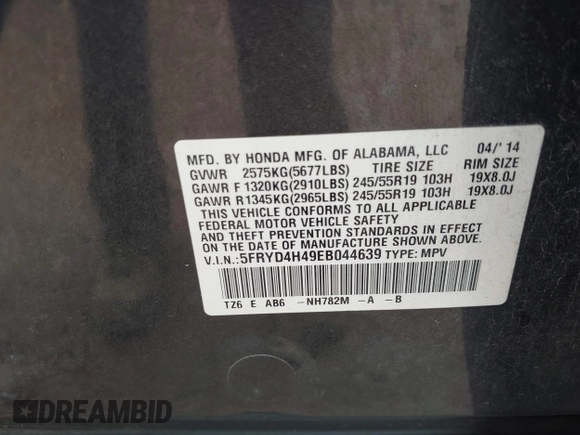 MFD. BY HONDA MFG. OF ALABAMA, LLC 04/'14
GVWR 2575KG(5677LBS) TIRE SIZE RIM SIZE
GAWR F1320KG(2910LBS) 245/55R19 103H 19X8.0J
GAWR R1345KG(2965LBS) 245/55R19 103H 19X8.0J
THIS VEHICLE CONFORMS TO ALL APPLICABLE
FEDERAL MOTOR VEHICLE SAFETY
AND THEFT PREVENTION STANDARDS IN EFFECT
ON THE DATE OF MANUFACTURE SHOWN ABOVE.
V.I.N.: 5FRYD4H49EB044639 TYPE: MPV
TZ6 E AB6 -NH782M -A -B
DREAMBID